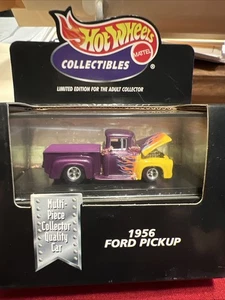 Hot Wheels
MATTEL
COLLECTIBLES
LIMITED EDITION FOR THE ADULT COLLECTOR
Multi-
Piece
Collector
Quality
Car
1956
FORD PICKUP